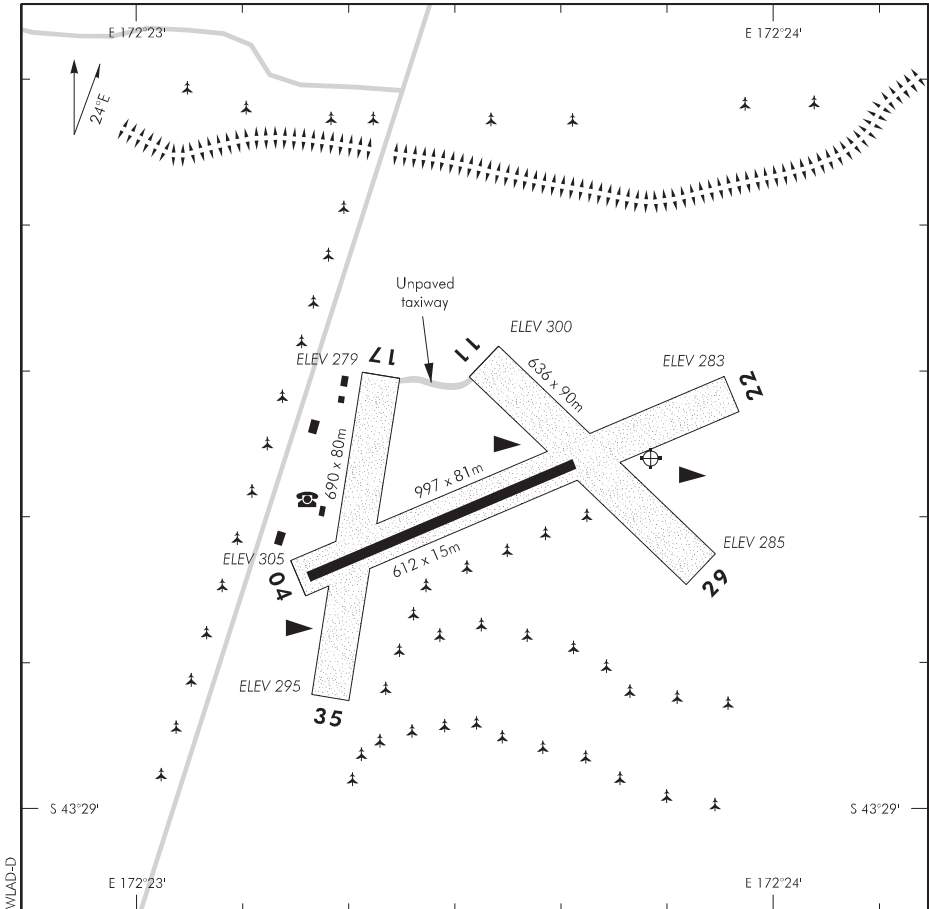 E 172°23'
E 172°24'
24°E
Unpaved
taxiway
ELEV 300
11
ELEV 279
17
636 x 90m
ELEV 283
22
690 x 80m
997 x 81m
ELEV 305
04
612 x 15m
ELEV 285
29
ELEV 295
35
S 43°29'
S 43°29'
E 172°23'
E 172°24'
WLAD-D